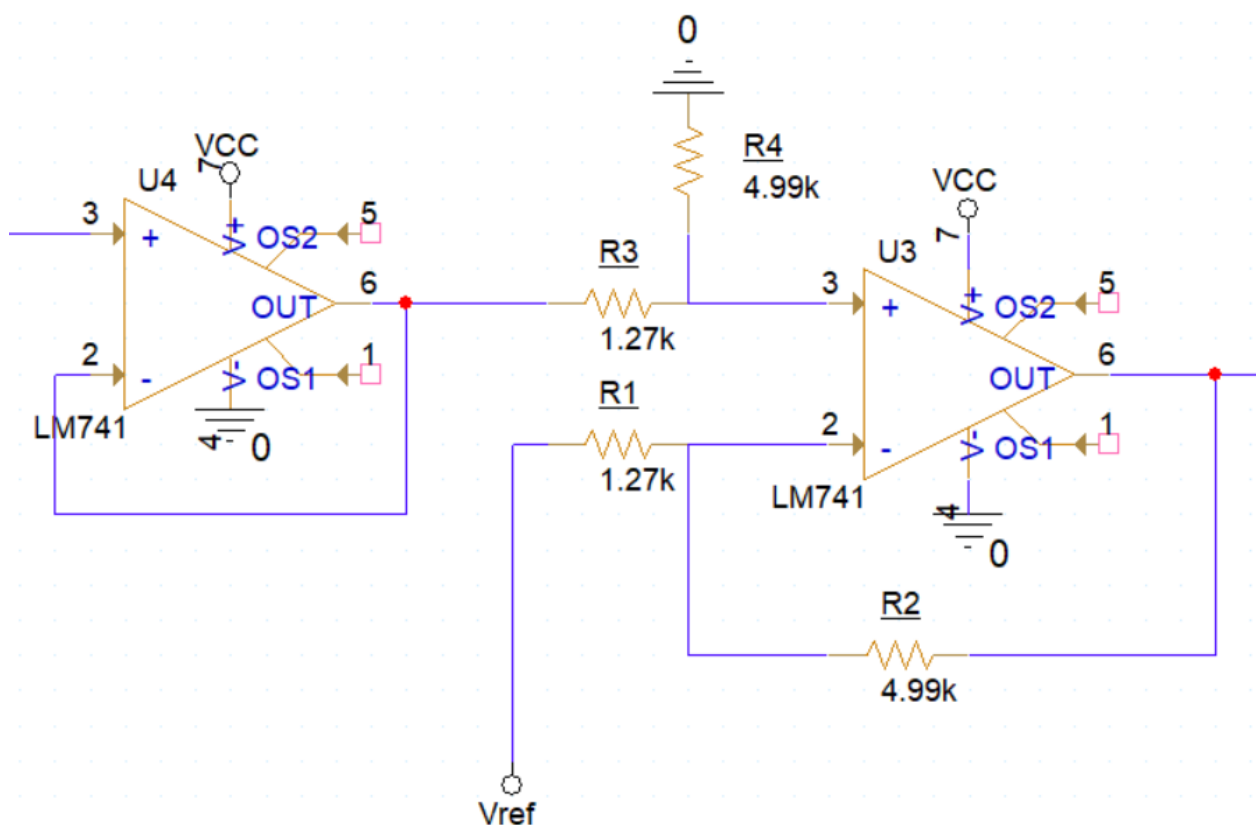 0
VCC
7
U4
R4
4.99k
3
+
V+
OS2
5
VCC
7
U3
OUT
6
R3
1.27k
3
+
V+
OS2
5
2
-
V-
OS1
1
LM741
4
0
R1
1.27k
OUT
6
2
-
V-
OS1
1
LM741
4
0
R2
4.99k
Vref